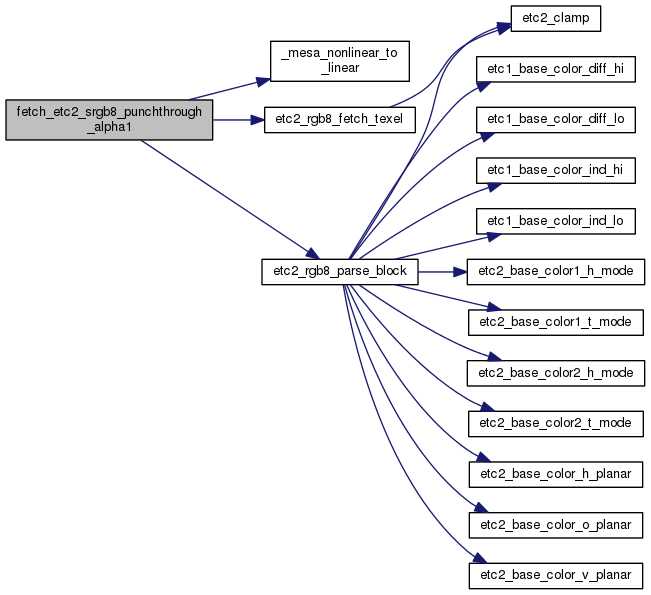 etc2_clamp
_mesa_nonlinear_to
_linear
etc1_base_color_diff_hi
fetch_etc2_srgb8_punchthrough
_alpha1
etc2_rgb8_fetch_texel
etc1_base_color_diff_lo
etc1_base_color_ind_hi
etc1_base_color_ind_lo
etc2_rgb8_parse_block
etc2_base_color1_h_mode
etc2_base_color1_t_mode
etc2_base_color2_h_mode
etc2_base_color2_t_mode
etc2_base_color_h_planar
etc2_base_color_o_planar
etc2_base_color_v_planar